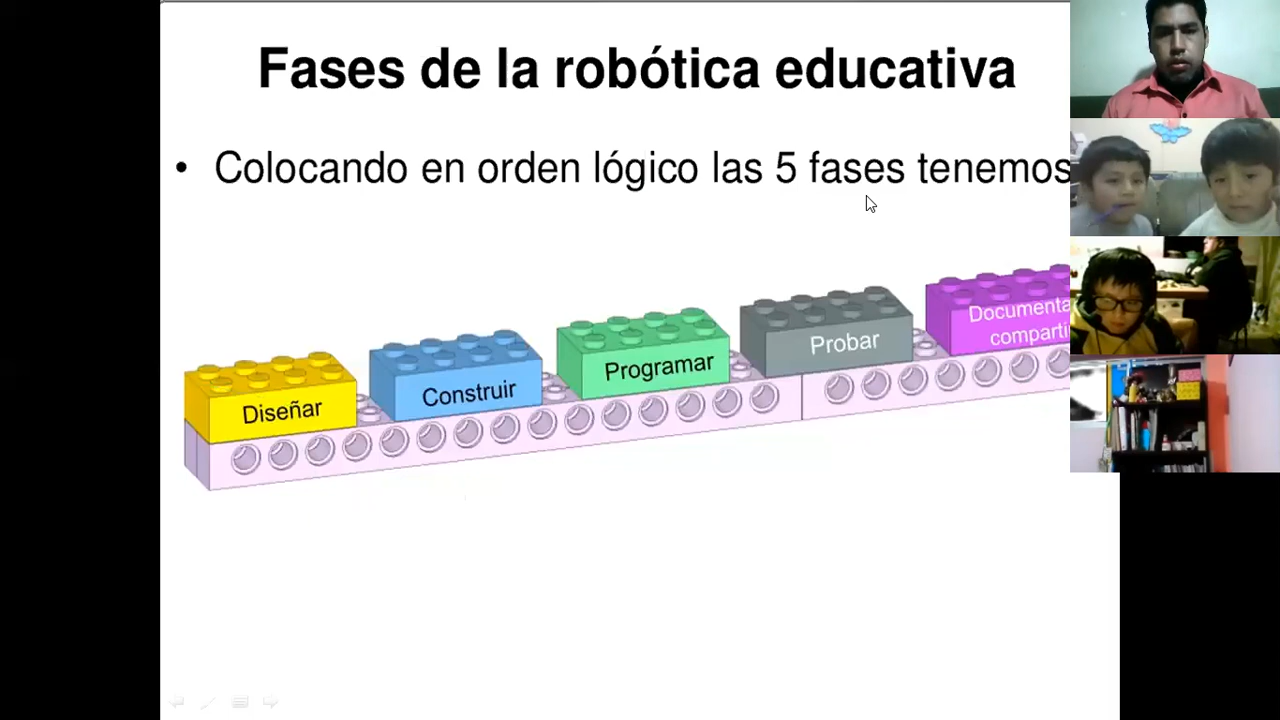 Fases de la robótica educativa
• Colocando en orden lógico las 5 fases tenemos
Diseñar
Construir
Programar
Probar